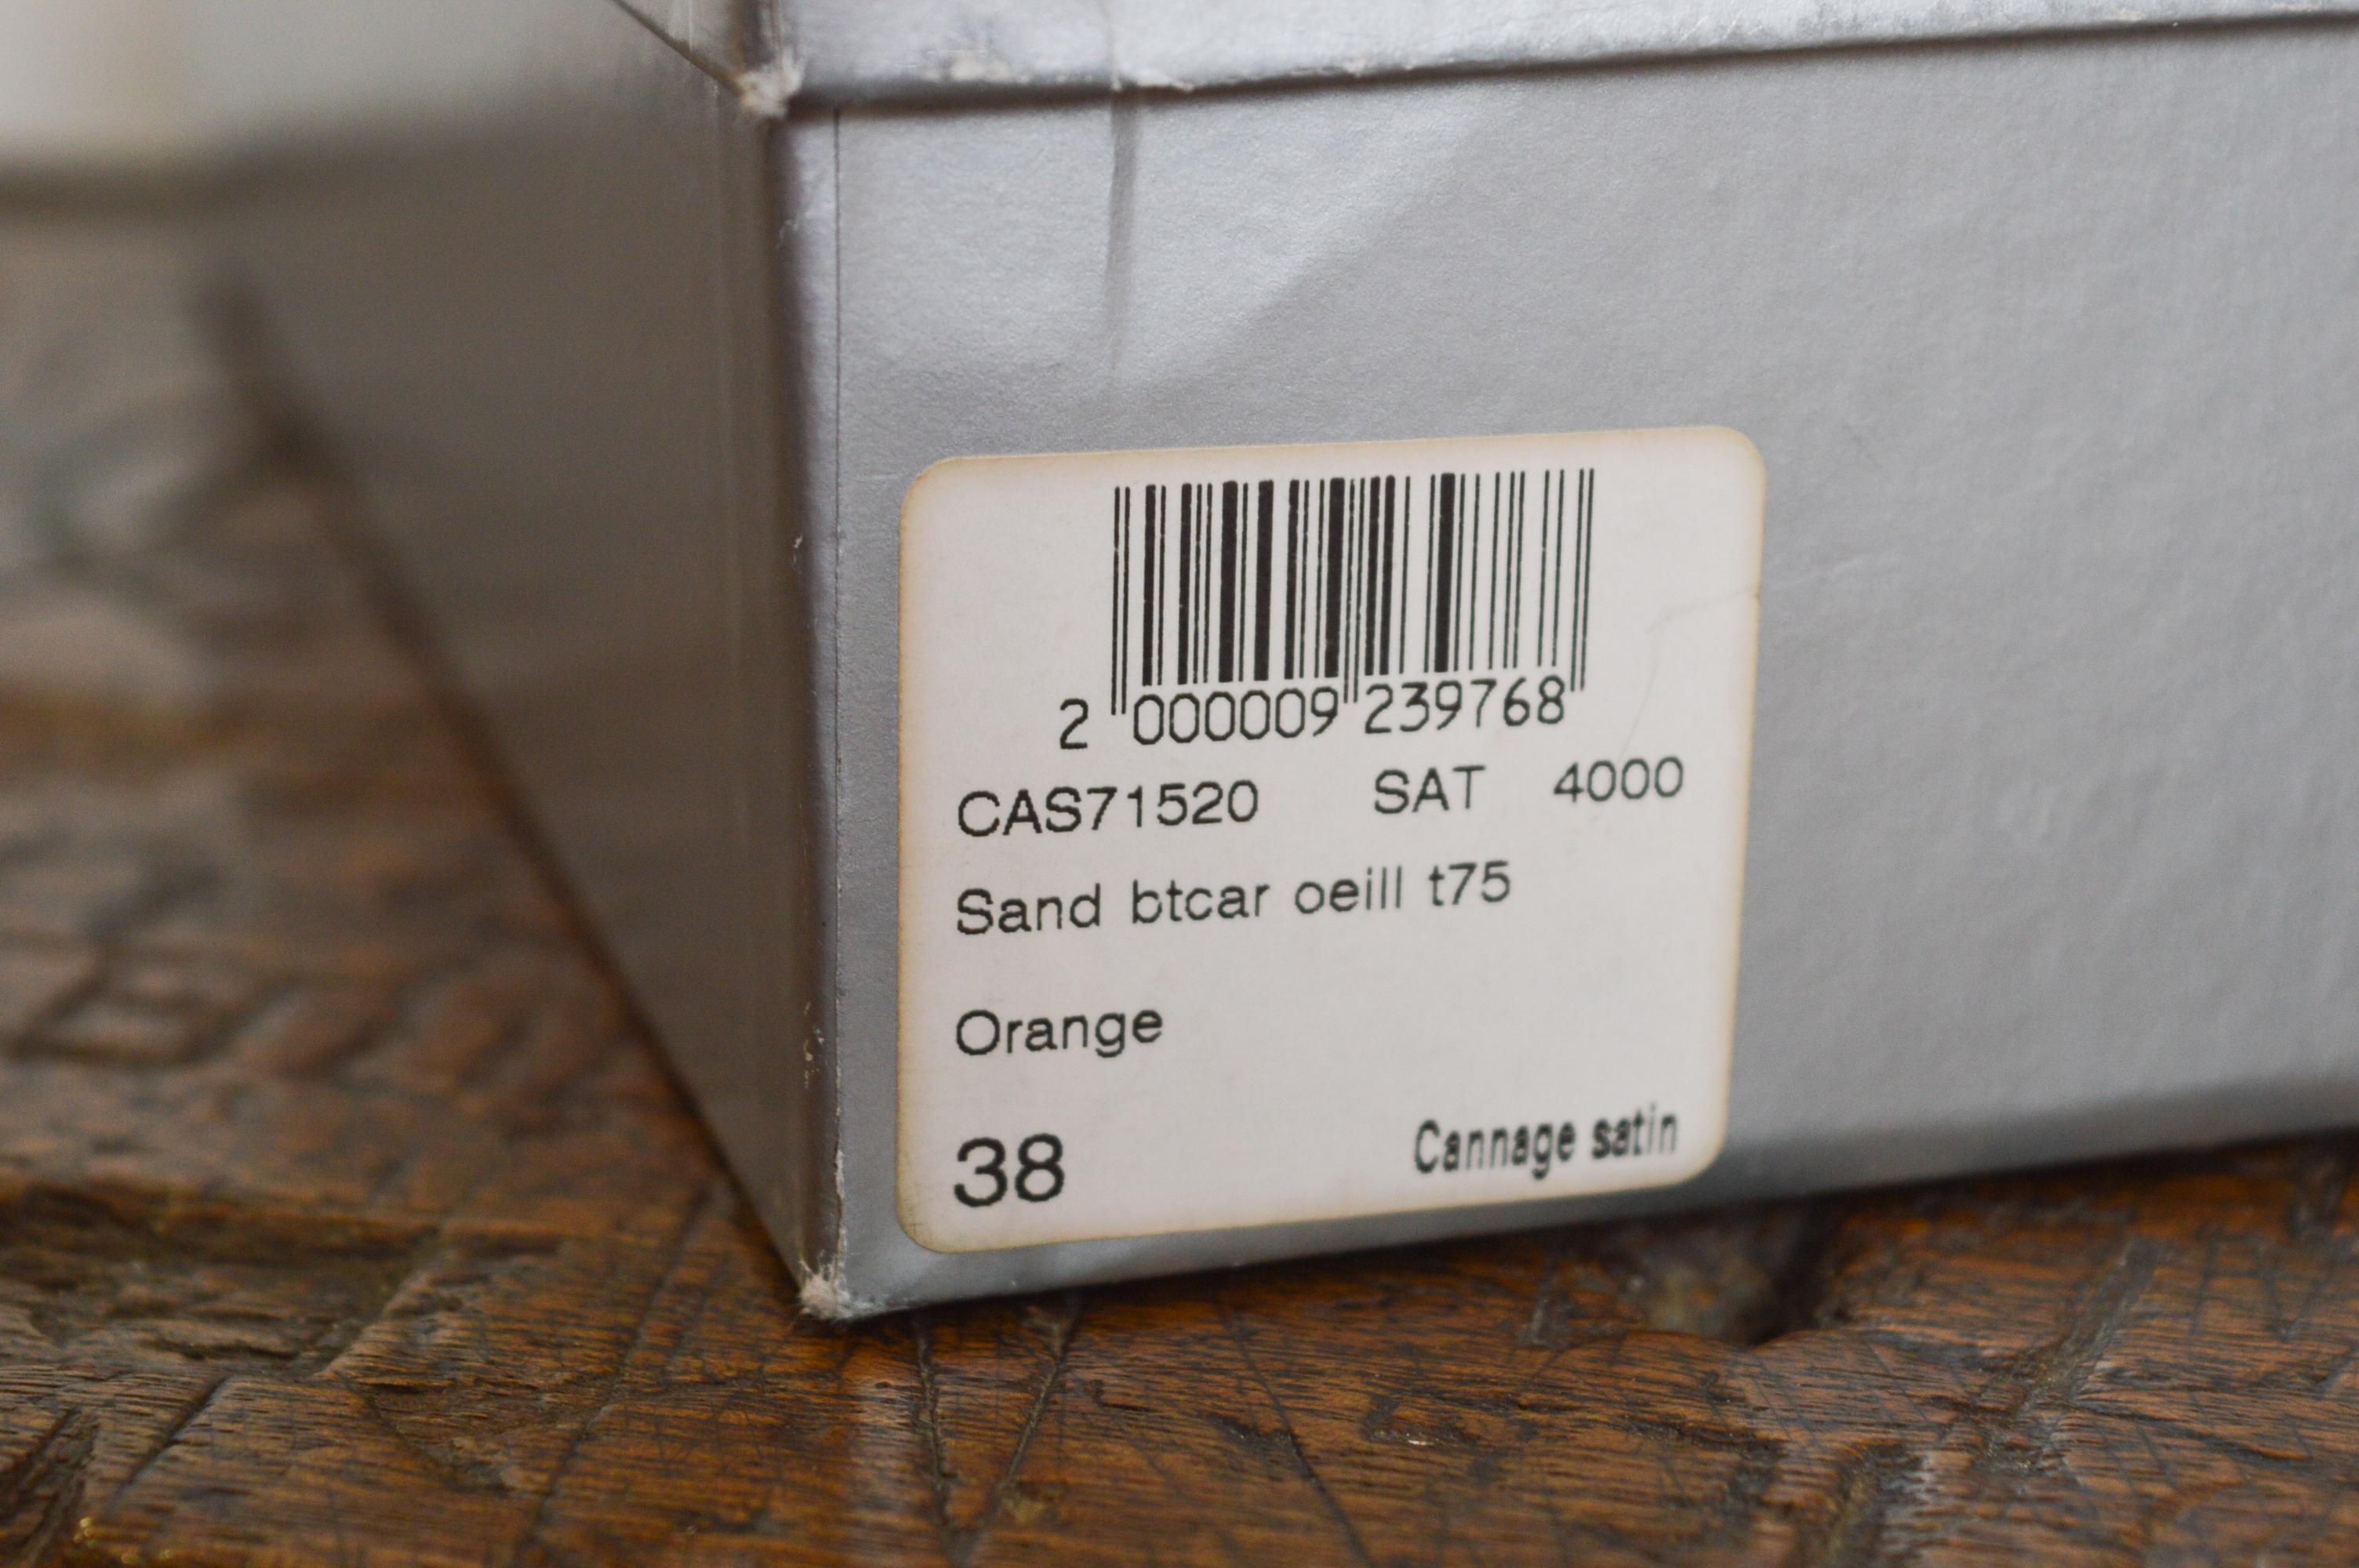 2 000009 239768
CAS71520 SAT 4000
Sand btcar oeill t75
Orange
38 Cannage satin